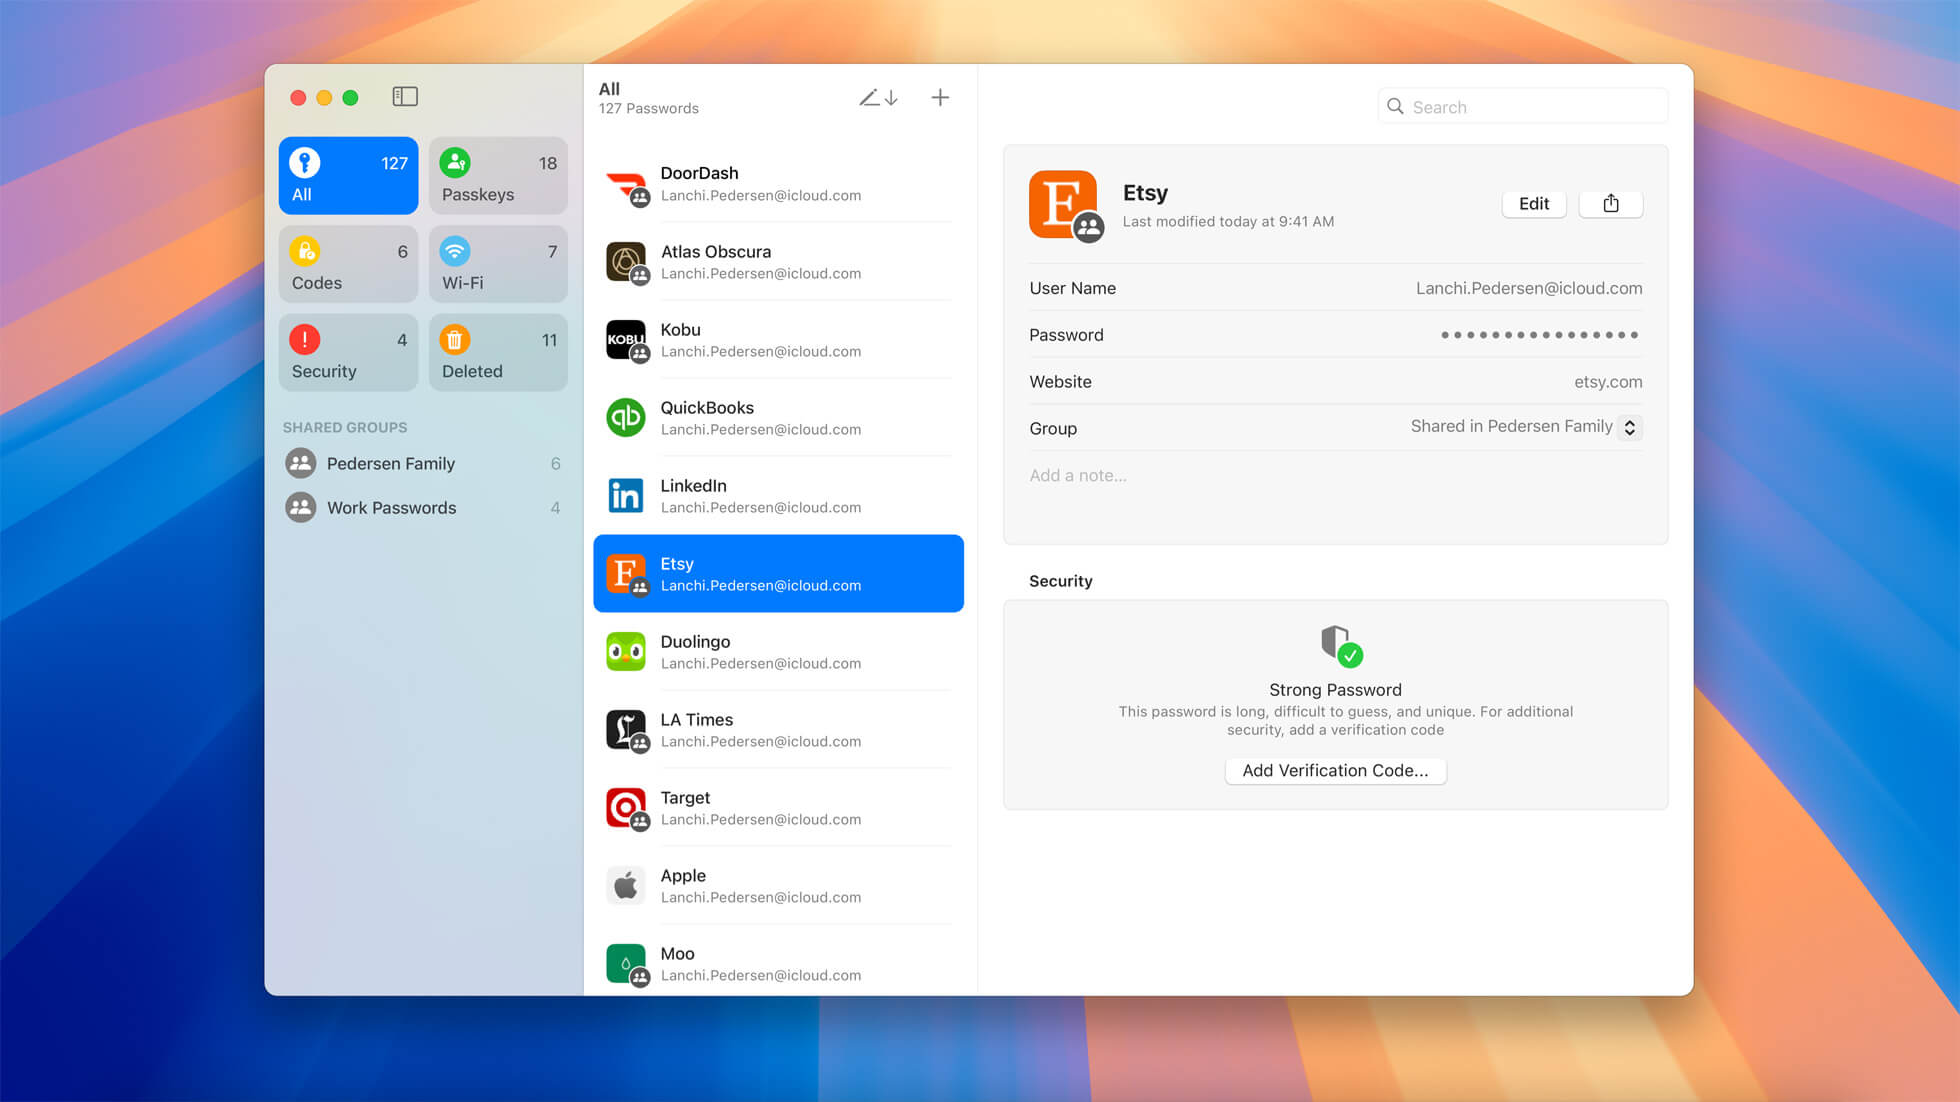 127
All
18
Passkeys
6
Codes
7
Wi-Fi
4
Security
11
Deleted
SHARED GROUPS
Pedersen Family 6
Work Passwords 4
All
127 Passwords
DoorDash
Lanchi.Pedersen@icloud.com
Atlas Obscura
Lanchi.Pedersen@icloud.com
KOBU
Kobu
Lanchi.Pedersen@icloud.com
qb
QuickBooks
Lanchi.Pedersen@icloud.com
in
LinkedIn
Lanchi.Pedersen@icloud.com
E
Etsy
Lanchi.Pedersen@icloud.com
Duolingo
Lanchi.Pedersen@icloud.com
L
LA Times
Lanchi.Pedersen@icloud.com
Target
Lanchi.Pedersen@icloud.com
Apple
Lanchi.Pedersen@icloud.com
Moo
Lanchi.Pedersen@icloud.com
Search
E
Etsy
Last modified today at 9:41 AM
Edit
User Name Lanchi.Pedersen@icloud.com
Password ••••••••••••••••
Website etsy.com
Group Shared in Pedersen Family
Add a note...
Security
Strong Password
This password is long, difficult to guess, and unique. For additional
security, add a verification code
Add Verification Code...